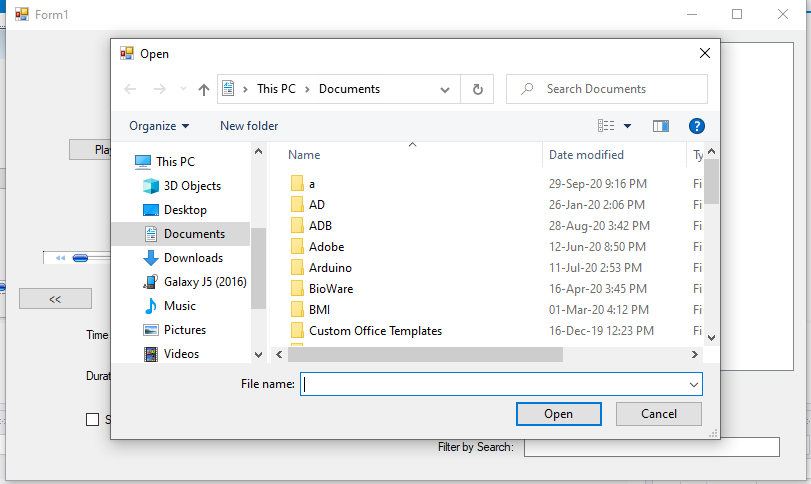 Form1
Open
This PC
Documents
Search Documents
Organize
New folder
This PC
3D Objects
Desktop
Documents
Downloads
Galaxy J5 (2016)
Music
Pictures
Videos
Name Date modified
a 29-Sep-20 9:16 PM Fi
AD 26-Jan-20 2:06 PM Fi
ADB 28-Aug-20 3:42 PM Fi
Adobe 12-Jun-20 8:50 PM Fi
Arduino 11-Jul-20 2:53 PM Fi
BioWare 16-Apr-20 3:45 PM Fi
BMI 01-Mar-20 4:12 PM Fi
Custom Office Templates 16-Dec-19 12:23 PM Fi
File name:
Open Cancel
<<
Time
Filter by Search: